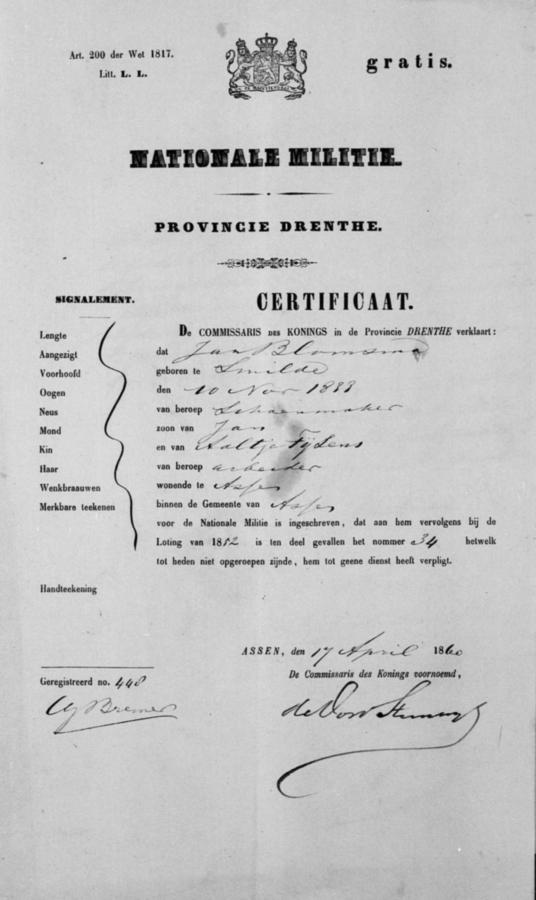 Art. 200 der Wet 1817.
Litt. L. L.
gratis.
NATIONALE MILITIE.
PROVINCIE DRENTHE.
SIGNALEMENT.
CERTIFICAAT.
Lengte
Aangezigt
Voorhoofd
Oogen
Neus
Mond
Kin
Haar
Wenkbraauwen
Merkbare teekenen
De COMMISSARIS DES KONINGS in de Provincie DRENTHE verklaart:
dat Jan
geboren te Smilde
den 10 Nov
van beroep Schoenmaker
zoon van Jan
en van Aaltje Tijdens
van beroep arbeider
wonende te Assen
binnen de Gemeente van Assen
voor de Nationale Militie is ingeschreven, dat aan hem vervolgens bij de
Loting van 1852 is ten deel gevallen het nommer 34 hetwelk
tot heden niet opgeroepen zijnde, hem tot geene dienst heeft verpligt.
Handteekening
ASSEN, den 17 April 1860
De Commissaris des Konings voornoemd,
Geregistreerd no. 448
Bremer